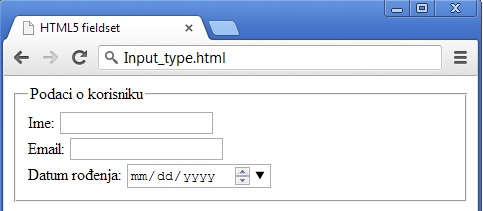 HTML5 fieldset
Input_type.html
Podaci o korisniku
Ime:
Email:
Datum rođenja: mm/dd/yyyy